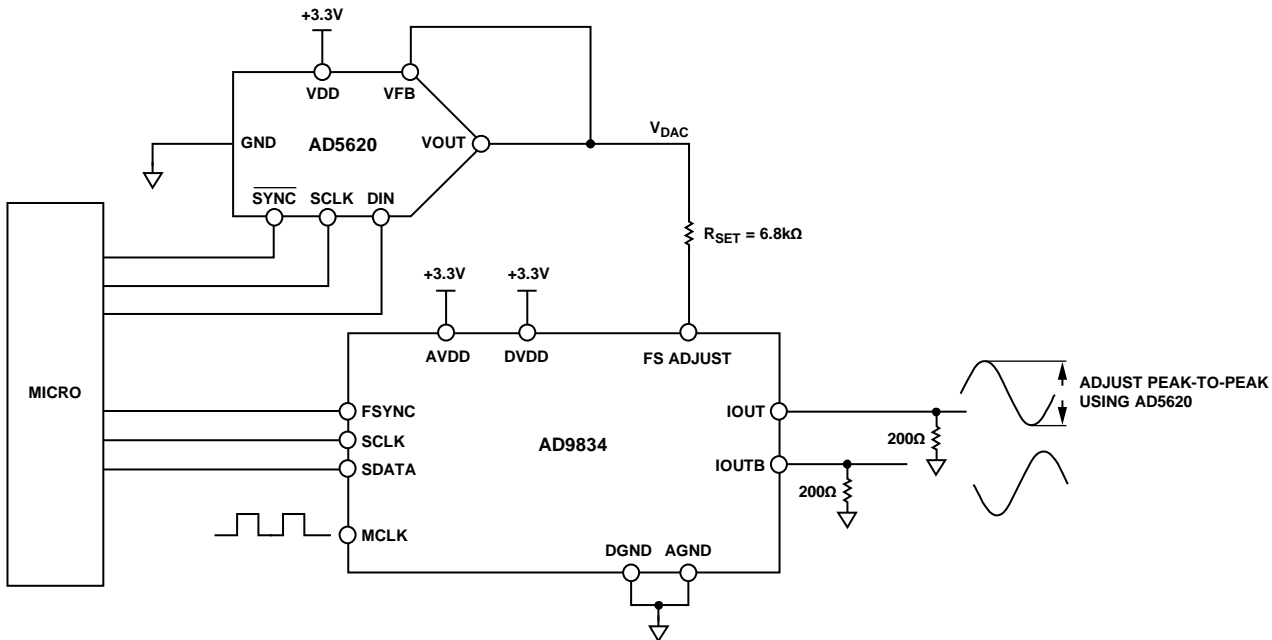 +3.3V
VDD
VFB
GND
AD5620
VOUT
V_DAC
SYNC
SCLK
DIN
R_SET = 6.8kΩ
+3.3V
+3.3V
AVDD
DVDD
FS ADJUST
MICRO
FSYNC
SCLK
SDATA
MCLK
AD9834
IOUT
200Ω
IOUTB
200Ω
ADJUST PEAK-TO-PEAK
USING AD5620
DGND
AGND